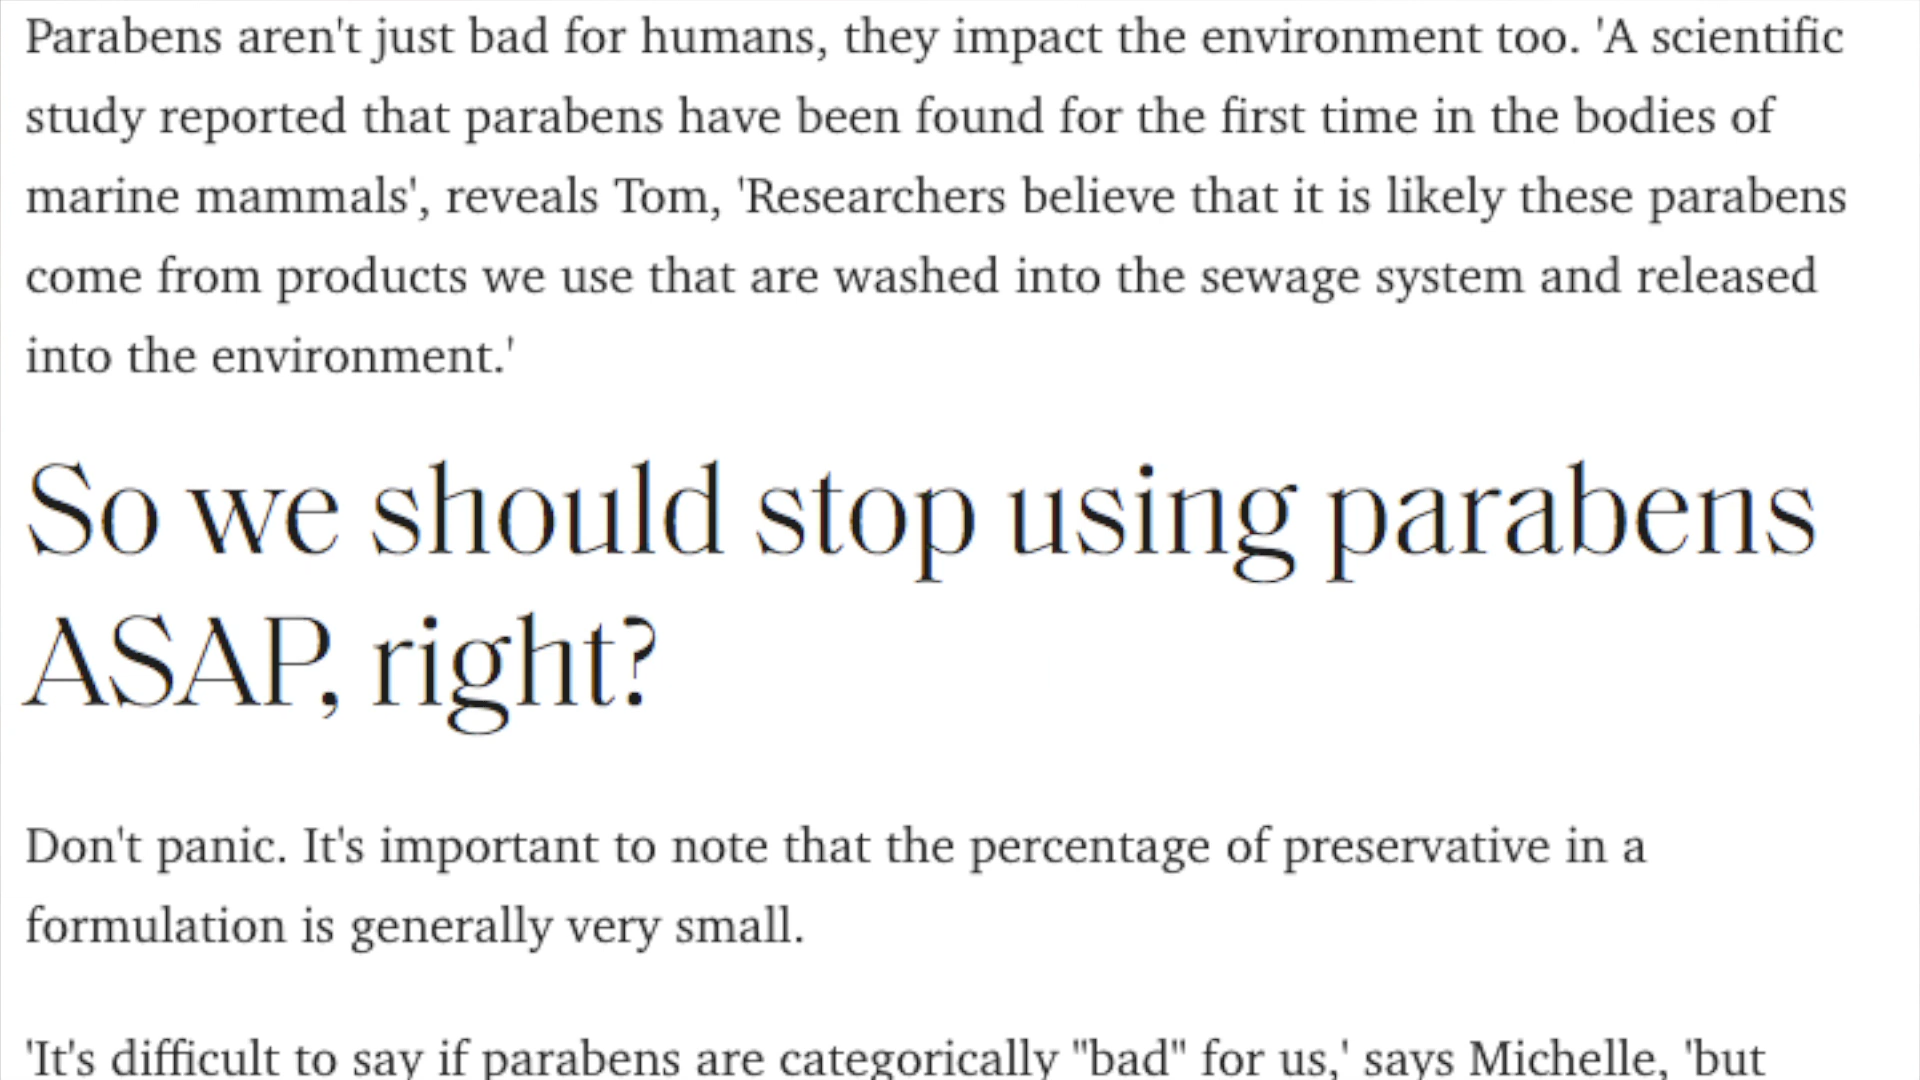 Parabens aren't just bad for humans, they impact the environment too. 'A scientific
study reported that parabens have been found for the first time in the bodies of
marine mammals', reveals Tom, 'Researchers believe that it is likely these parabens
come from products we use that are washed into the sewage system and released
into the environment.'
So we should stop using parabens
ASAP, right?
Don't panic. It's important to note that the percentage of preservative in a
formulation is generally very small.
'It's difficult to say if parabens are categorically "bad" for us,' says Michelle, 'but